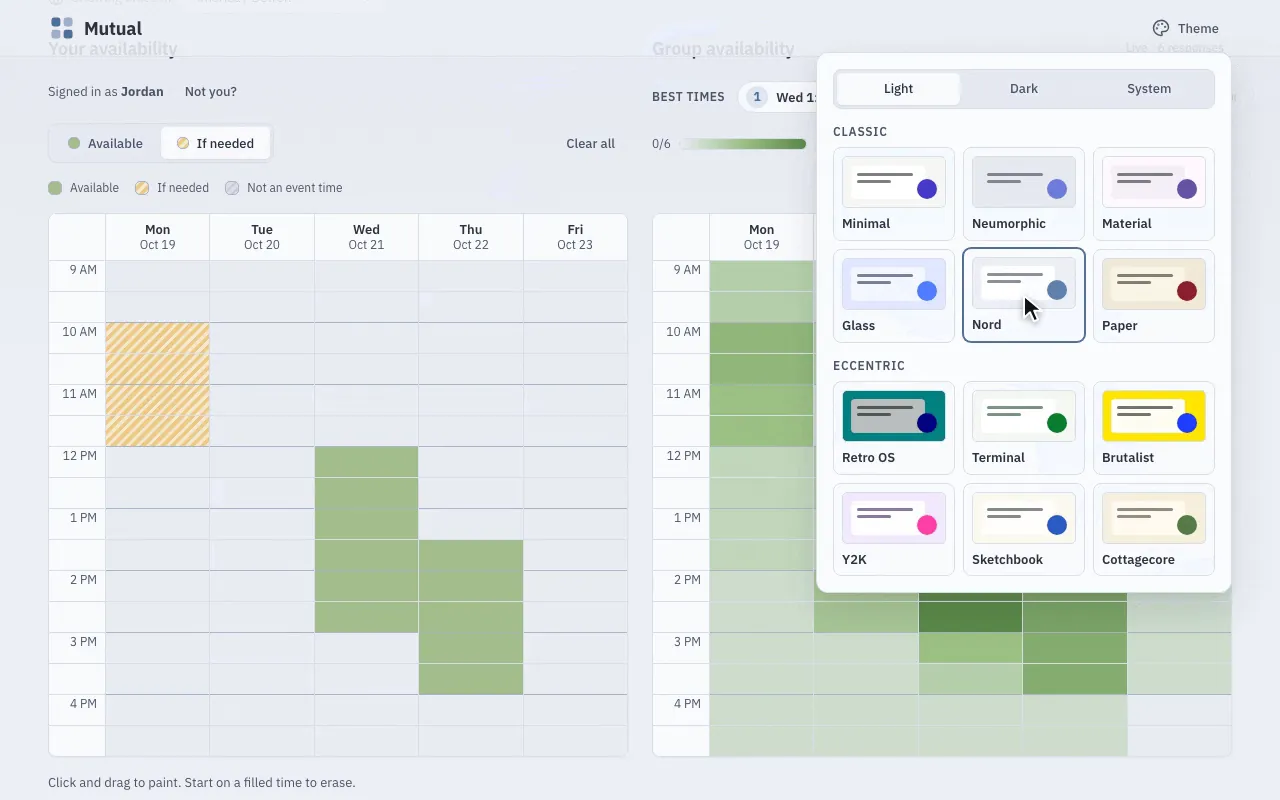 Mutual
Theme
Your availability
Group availability
Live · 6 responses
Signed in as Jordan
Not you?
BEST TIMES
1 Wed 1:
Available
If needed
Clear all
0/6
Available
If needed
Not an event time
Mon
Oct 19
Tue
Oct 20
Wed
Oct 21
Thu
Oct 22
Fri
Oct 23
9 AM
10 AM
11 AM
12 PM
1 PM
2 PM
3 PM
4 PM
Mon
Oct 19
9 AM
10 AM
11 AM
12 PM
1 PM
2 PM
3 PM
4 PM
Light
Dark
System
CLASSIC
Minimal
Neumorphic
Material
Glass
Nord
Paper
ECCENTRIC
Retro OS
Terminal
Brutalist
Y2K
Sketchbook
Cottagecore
Click and drag to paint. Start on a filled time to erase.